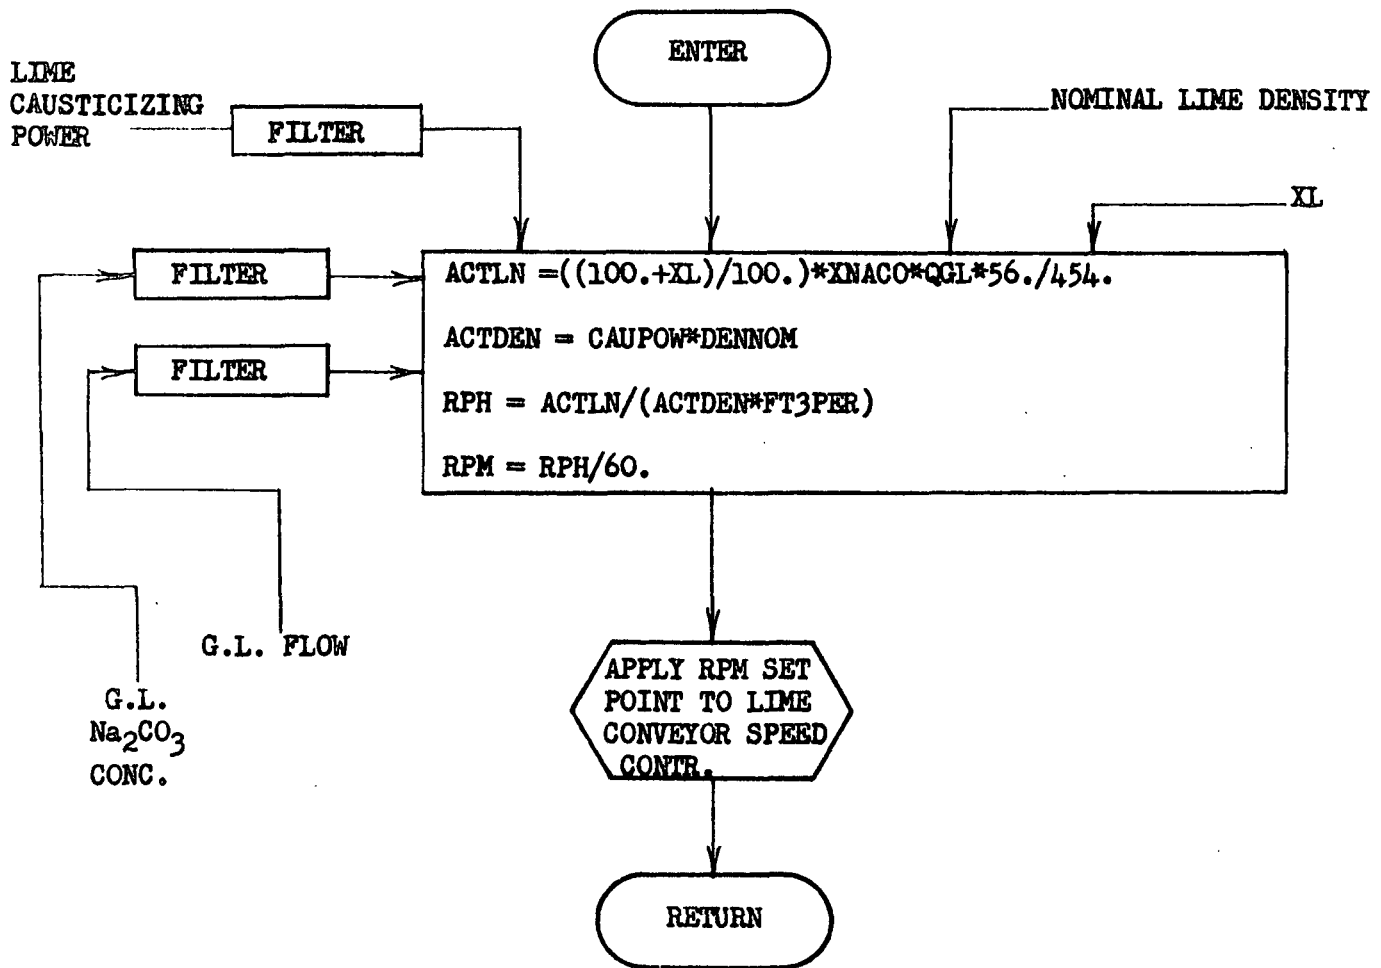 ENTER
LIME
CAUSTICIZING
POWER
FILTER
NOMINAL LIME DENSITY
XL
FILTER
FILTER
ACTLN =((100.+XL)/100.)*XNACO*QGL*56./454.
ACTDEN = CAUPOW*DENNOM
RPH = ACTLN/(ACTDEN*FT3PER)
RPM = RPH/60.
G.L. FLOW
G.L.
Na₂CO₃
CONC.
APPLY RPM SET
POINT TO LIME
CONVEYOR SPEED
CONTR.
RETURN